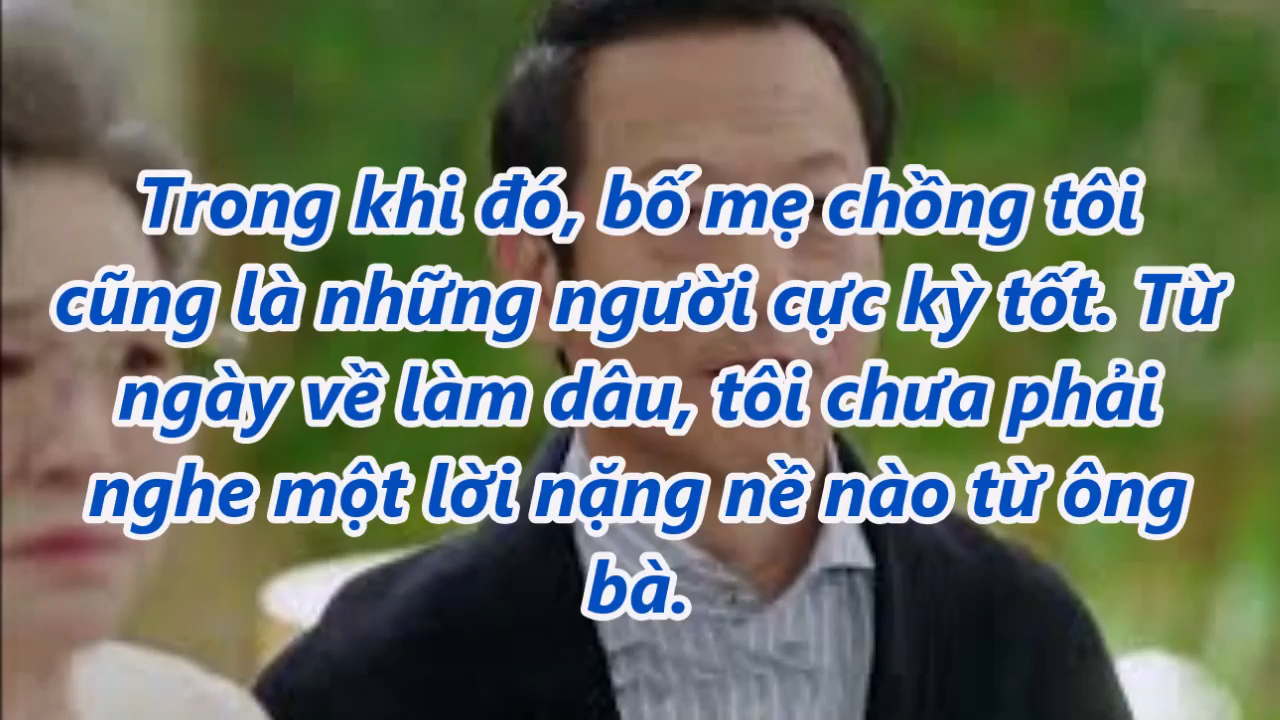 Trong khi đó, bố mẹ chồng tôi
cũng là những người cực kỳ tốt. Từ
ngày về làm dâu, tôi chưa phải
nghe một lời nặng nề nào từ ông
bà.